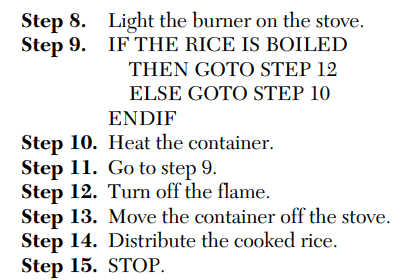 Step 8. Light the burner on the stove.
Step 9. IF THE RICE IS BOILED
THEN GOTO STEP 12
ELSE GOTO STEP 10
ENDIF
Step 10. Heat the container.
Step 11. Go to step 9.
Step 12. Turn off the flame.
Step 13. Move the container off the stove.
Step 14. Distribute the cooked rice.
Step 15. STOP.